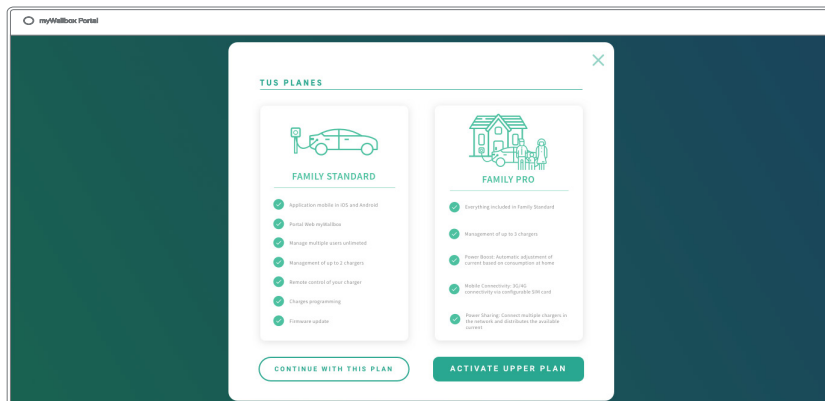 myWallbox Portal
TUS PLANES
FAMILY STANDARD
Application mobile in iOS and Android
Portal Web myWallbox
Manage multiple users unlimated
Management of up to 2 chargers
Remote control of your charger
Charges programming
Firmware update
CONTINUE WITH THIS PLAN
FAMILY PRO
Everything included in Family Standard
Management of up to 3 chargers
Power Boost: Automatic adjustment of
current based on consumption at home
Mobile Connectivity: 3G/4G
connectivity via configurable SIM card
Power Sharing: Connect multiple chargers in
the network and distributes the available
current
ACTIVATE UPPER PLAN